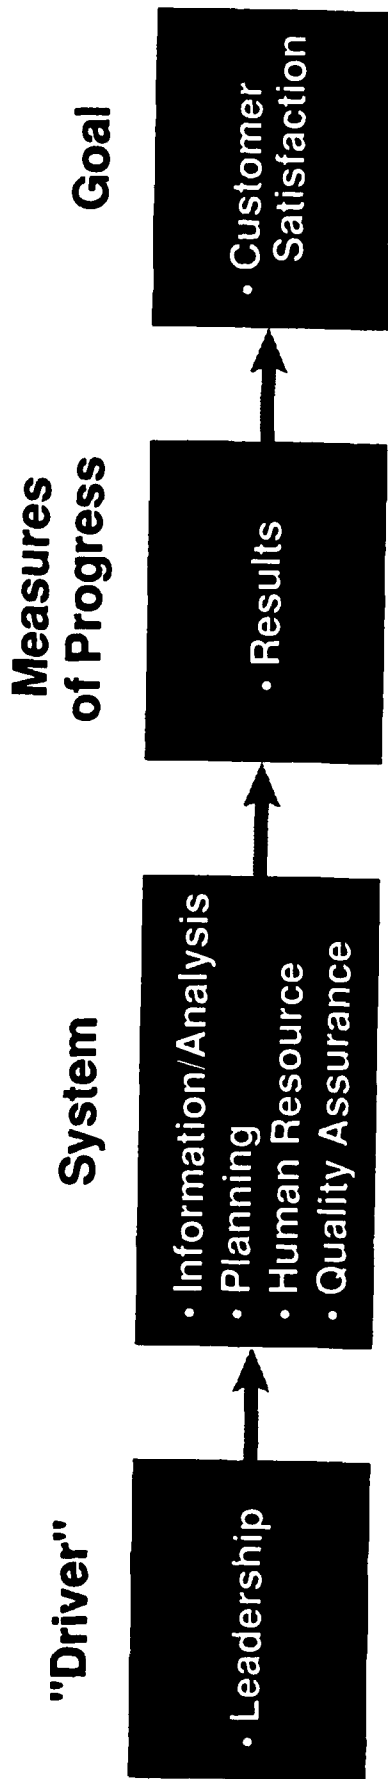 "Driver"
• Leadership
System
• Information/Analysis
• Planning
• Human Resource
• Quality Assurance
Measures
of Progress
• Results
Goal
• Customer
Satisfaction